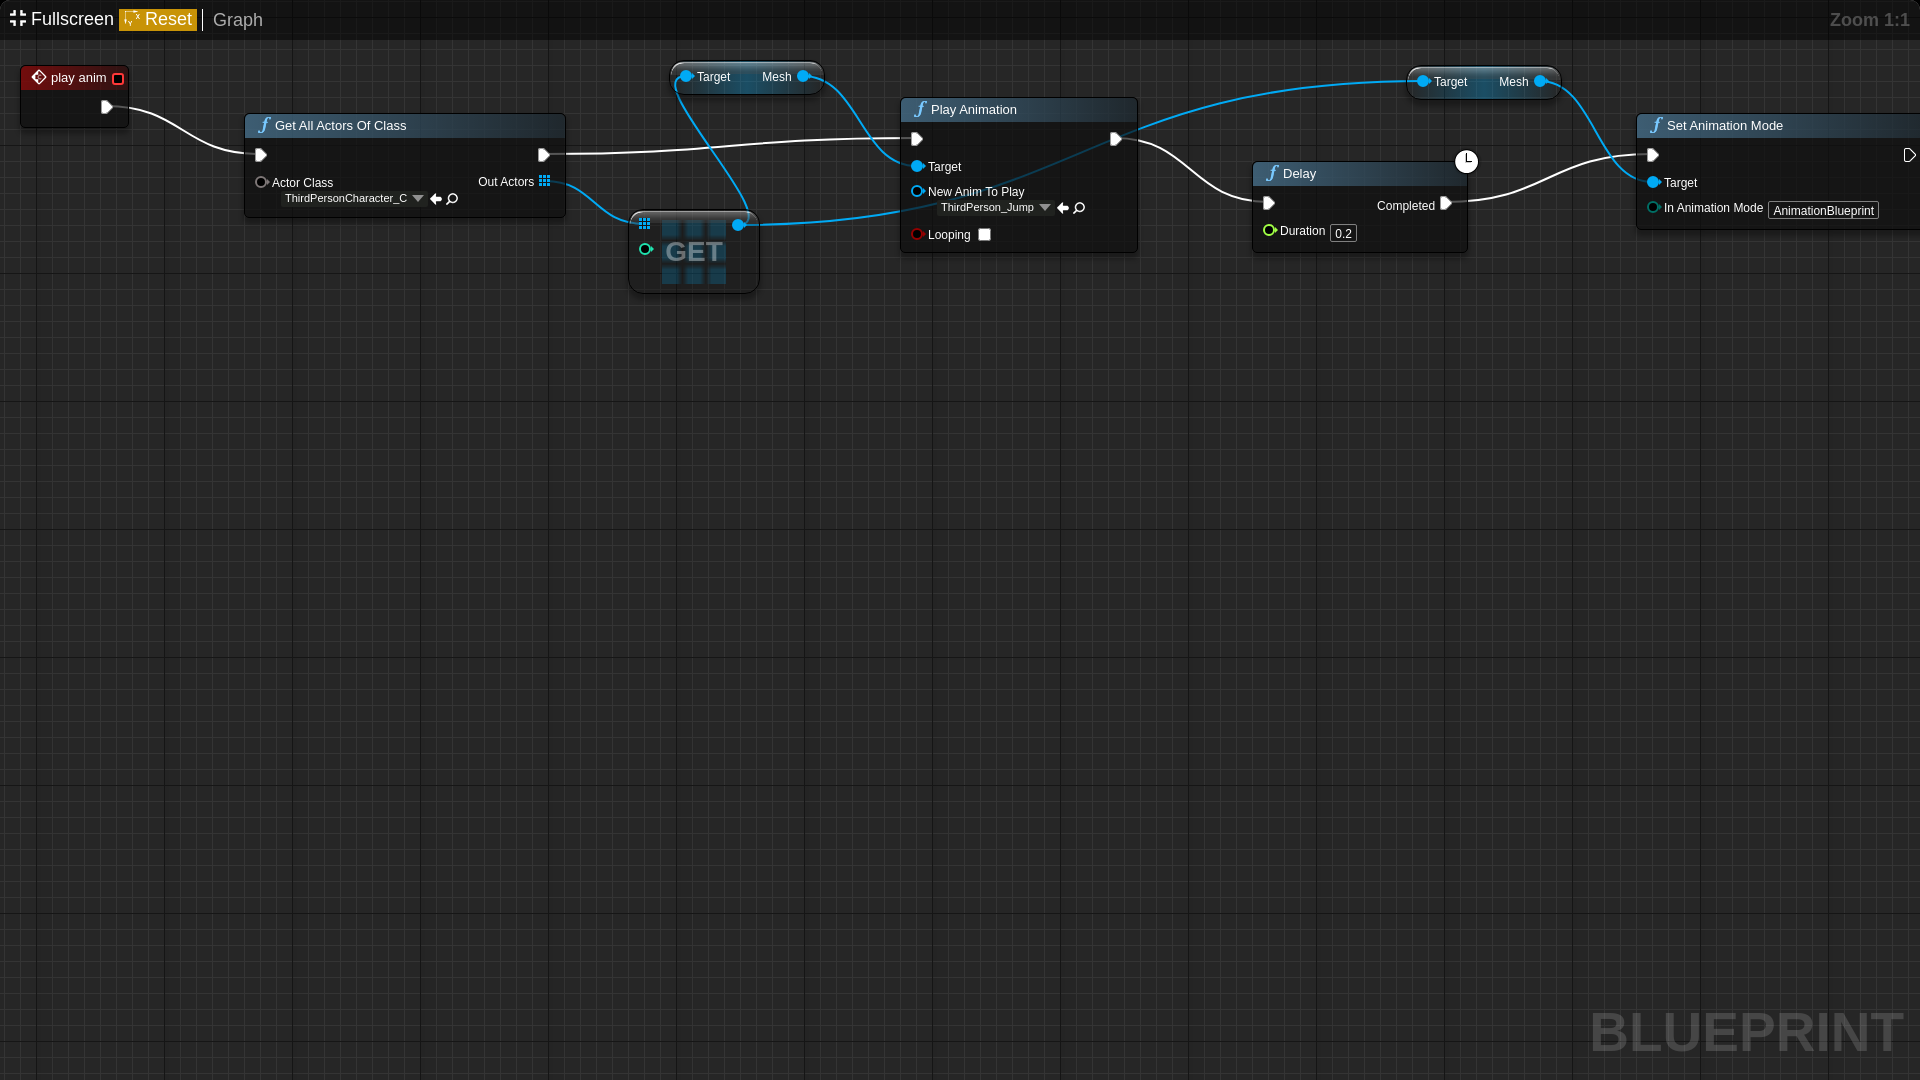 Fullscreen Reset Graph
Zoom 1:1
play anim
Get All Actors Of Class
Actor Class
ThirdPersonCharacter_C
Out Actors
Target Mesh
GET
Play Animation
Target
New Anim To Play
ThirdPerson_Jump
Looping
Delay
Completed
Duration 0.2
Target Mesh
Set Animation Mode
Target
In Animation Mode AnimationBlueprint
BLUEPRINT